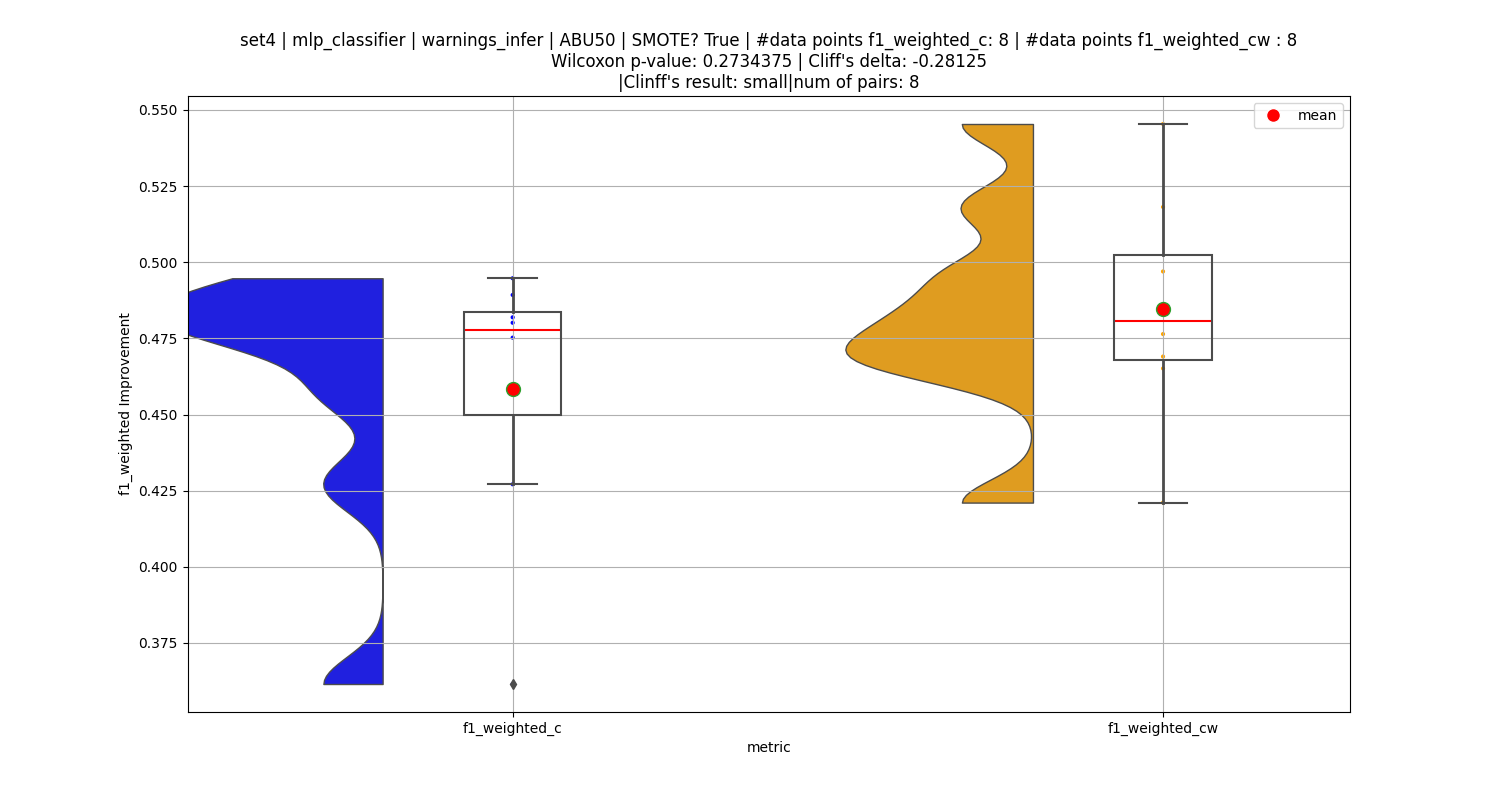 set4 | mlp_classifier | warnings_infer | ABU50 | SMOTE? True | #data points f1_weighted_c: 8 | #data points f1_weighted_cw : 8
Wilcoxon p-value: 0.2734375 | Cliff's delta: -0.28125
|Clinff's result: small|num of pairs: 8
mean
f1_weighted Improvement
0.550
0.525
0.500
0.475
0.450
0.425
0.400
0.375
f1_weighted_c
f1_weighted_cw
metric